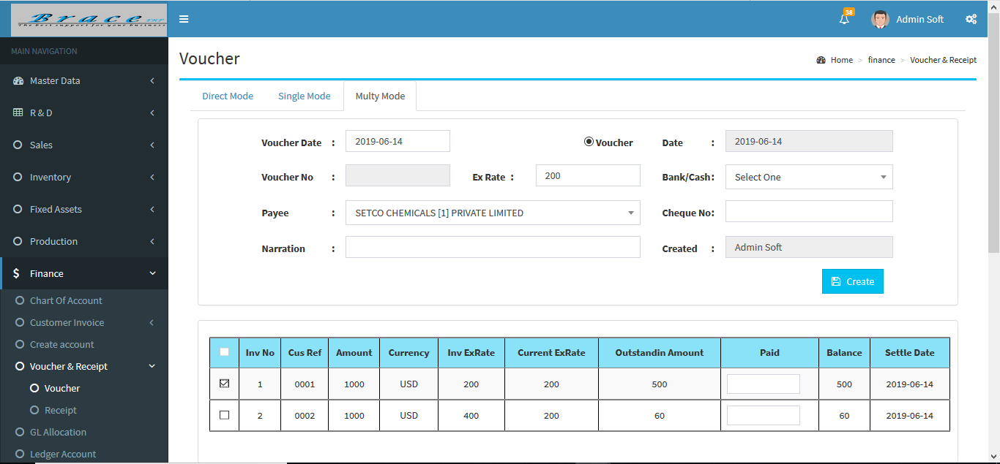 Brace ERP
The best support for your business
38
Admin Soft
MAIN NAVIGATION
Master Data
R & D
Sales
Inventory
Fixed Assets
Production
Finance
Chart Of Account
Customer Invoice
Create account
Voucher & Receipt
Voucher
Receipt
GL Allocation
Ledger Account
Voucher
Home > finance > Voucher & Receipt
Direct Mode Single Mode Multy Mode
Voucher Date : 2019-06-14 Voucher Date : 2019-06-14
Voucher No : Ex Rate : 200 Bank/Cash: Select One
Payee : SETCO CHEMICALS [1] PRIVATE LIMITED Cheque No:
Narration : Created : Admin Soft
Create
Inv No Cus Ref Amount Currency Inv ExRate Current ExRate Outstandin Amount Paid Balance Settle Date
1 0001 1000 USD 200 200 500 500 2019-06-14
2 0002 1000 USD 400 200 60 60 2019-06-14